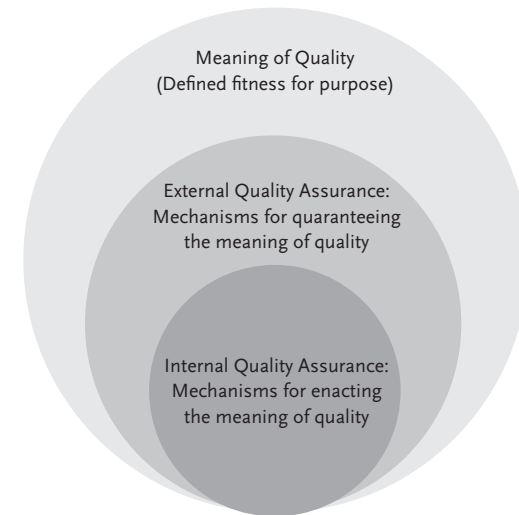 Meaning of Quality
(Defined fitness for purpose)
External Quality Assurance:
Mechanisms for quaranteeing
the meaning of quality
Internal Quality Assurance:
Mechanisms for enacting
the meaning of quality